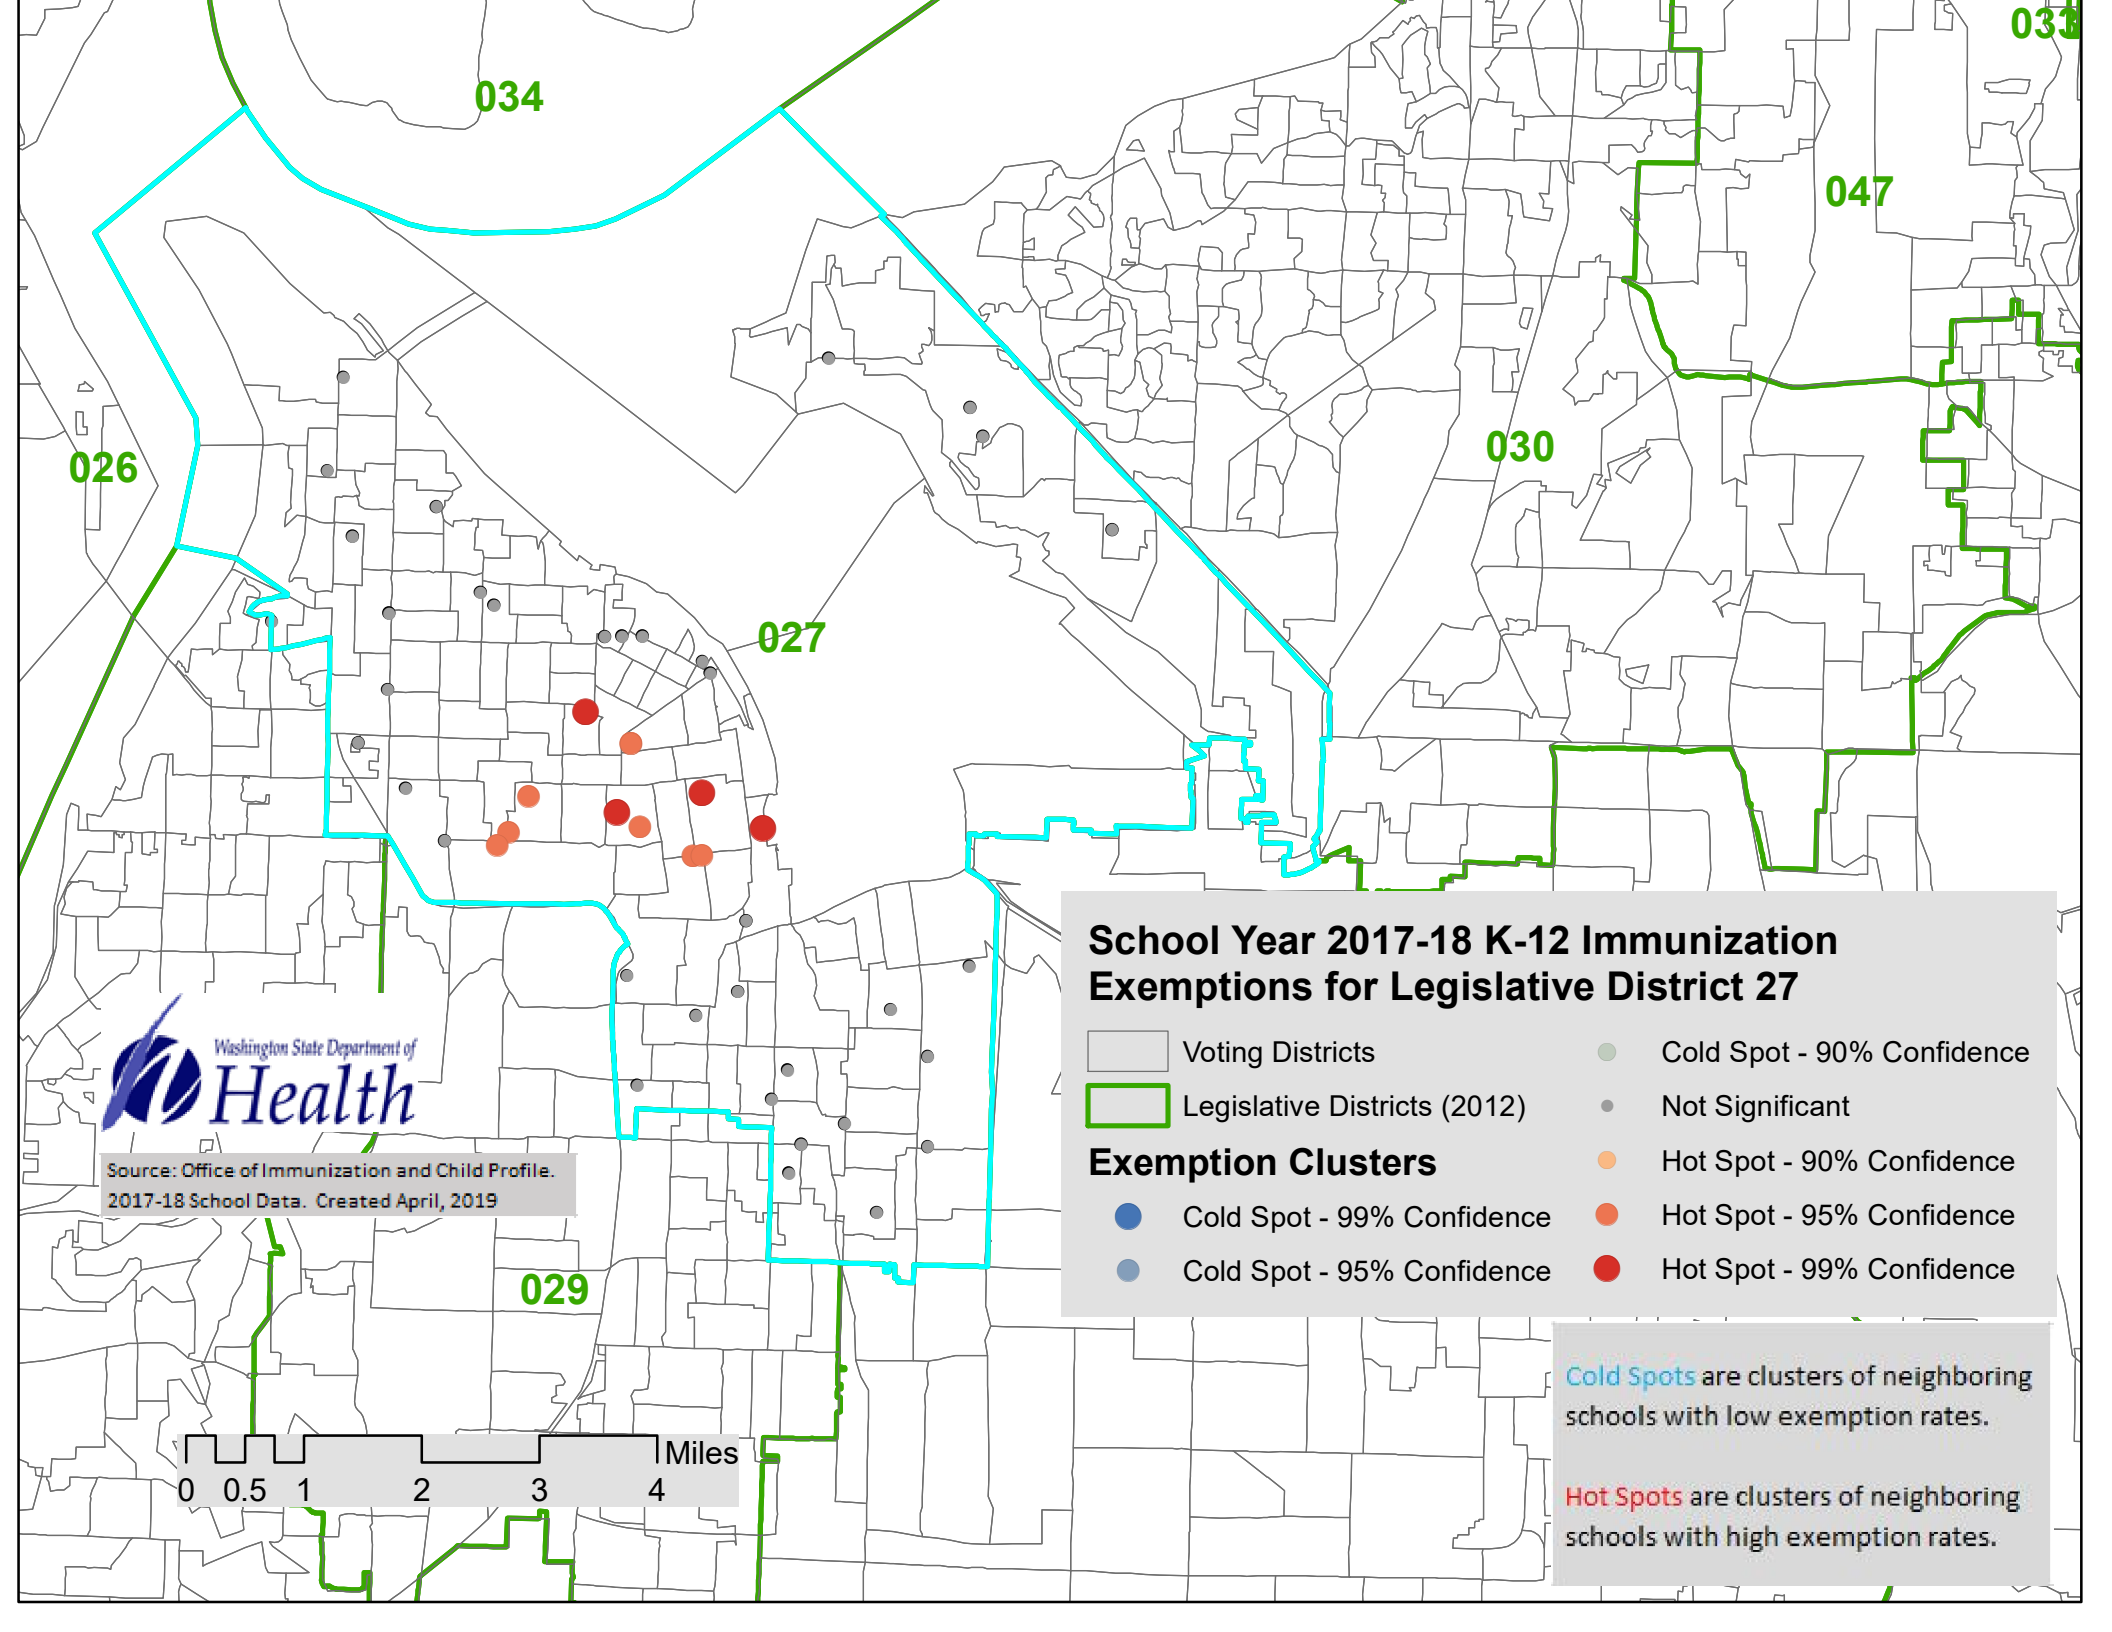 033
034
047
030
026
027
School Year 2017-18 K-12 Immunization
Exemptions for Legislative District 27
Voting Districts
Legislative Districts (2012)
Exemption Clusters
Cold Spot - 99% Confidence
Cold Spot - 95% Confidence
Cold Spot - 90% Confidence
Not Significant
Hot Spot - 90% Confidence
Hot Spot - 95% Confidence
Hot Spot - 99% Confidence
Washington State Department of
Health
Source: Office of Immunization and Child Profile.
2017-18 School Data. Created April, 2019
029
Cold Spots are clusters of neighboring
schools with low exemption rates.
Hot Spots are clusters of neighboring
schools with high exemption rates.
Miles
0 0.5 1 2 3 4